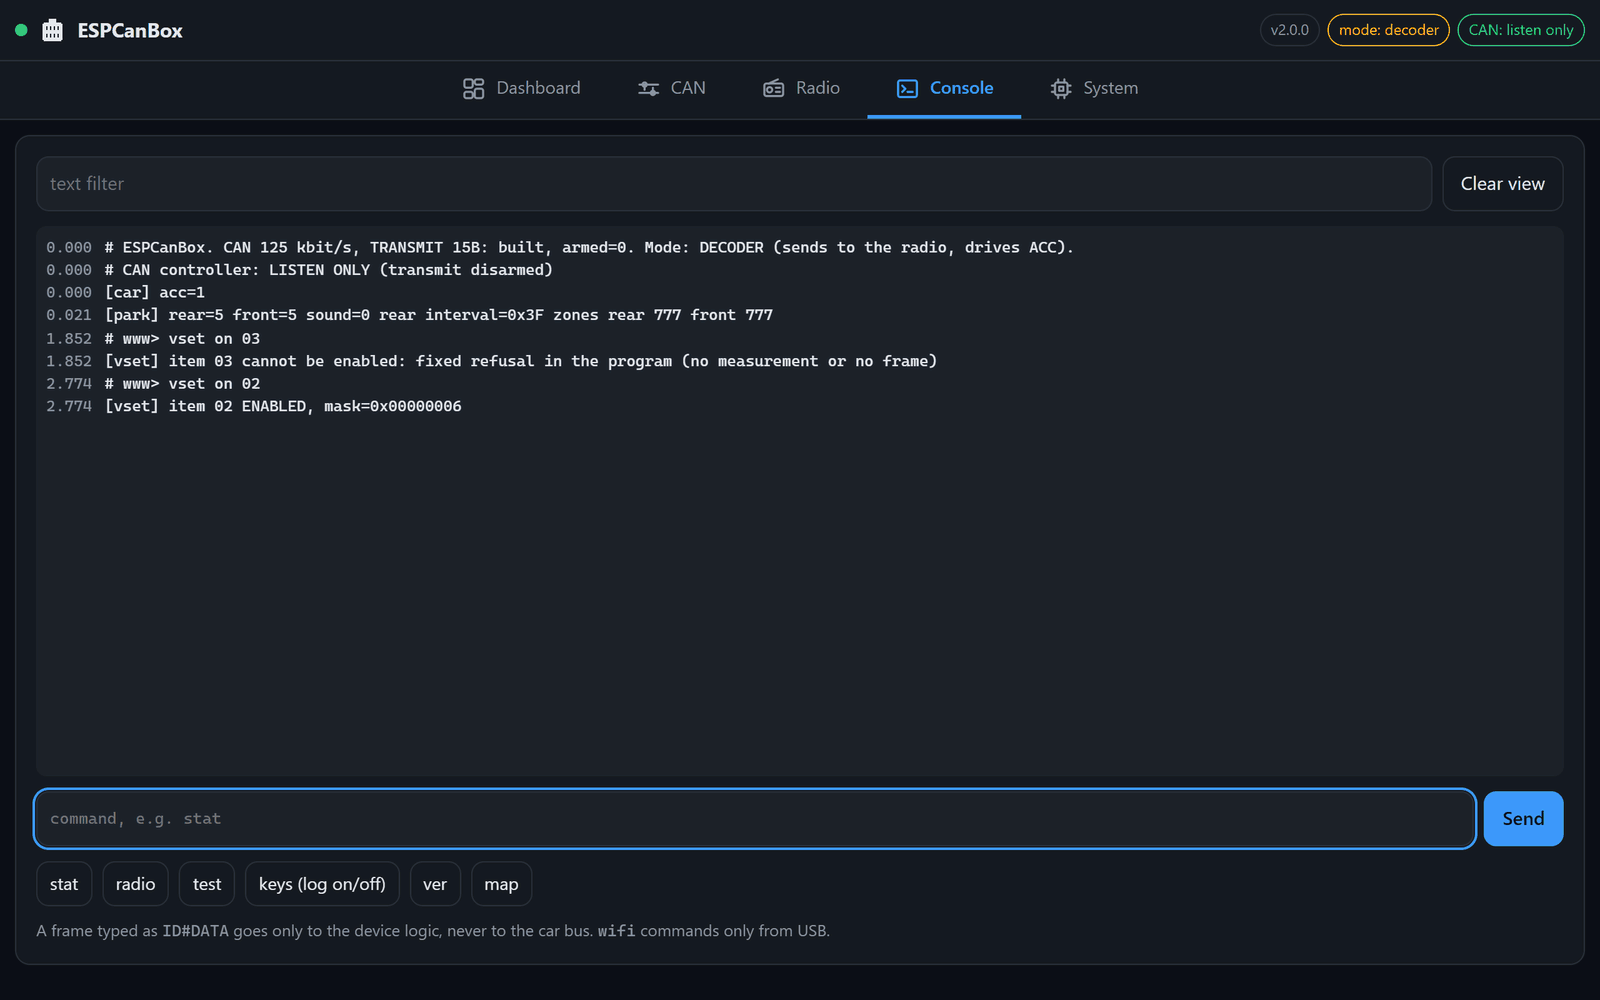 ESPCanBox
v2.0.0
mode: decoder
CAN: listen only
Dashboard
CAN
Radio
Console
System
text filter
Clear view
0.000 # ESPCanBox. CAN 125 kbit/s, TRANSMIT 15B: built, armed=0. Mode: DECODER (sends to the radio, drives ACC).
0.000 # CAN controller: LISTEN ONLY (transmit disarmed)
0.000 [car] acc=1
0.021 [park] rear=5 front=5 sound=0 rear interval=0x3F zones rear 777 front 777
1.852 # www> vset on 03
1.852 [vset] item 03 cannot be enabled: fixed refusal in the program (no measurement or no frame)
2.774 # www> vset on 02
2.774 [vset] item 02 ENABLED, mask=0x00000006
command, e.g. stat
Send
stat
radio
test
keys (log on/off)
ver
map
A frame typed as ID#DATA goes only to the device logic, never to the car bus. wifi commands only from USB.